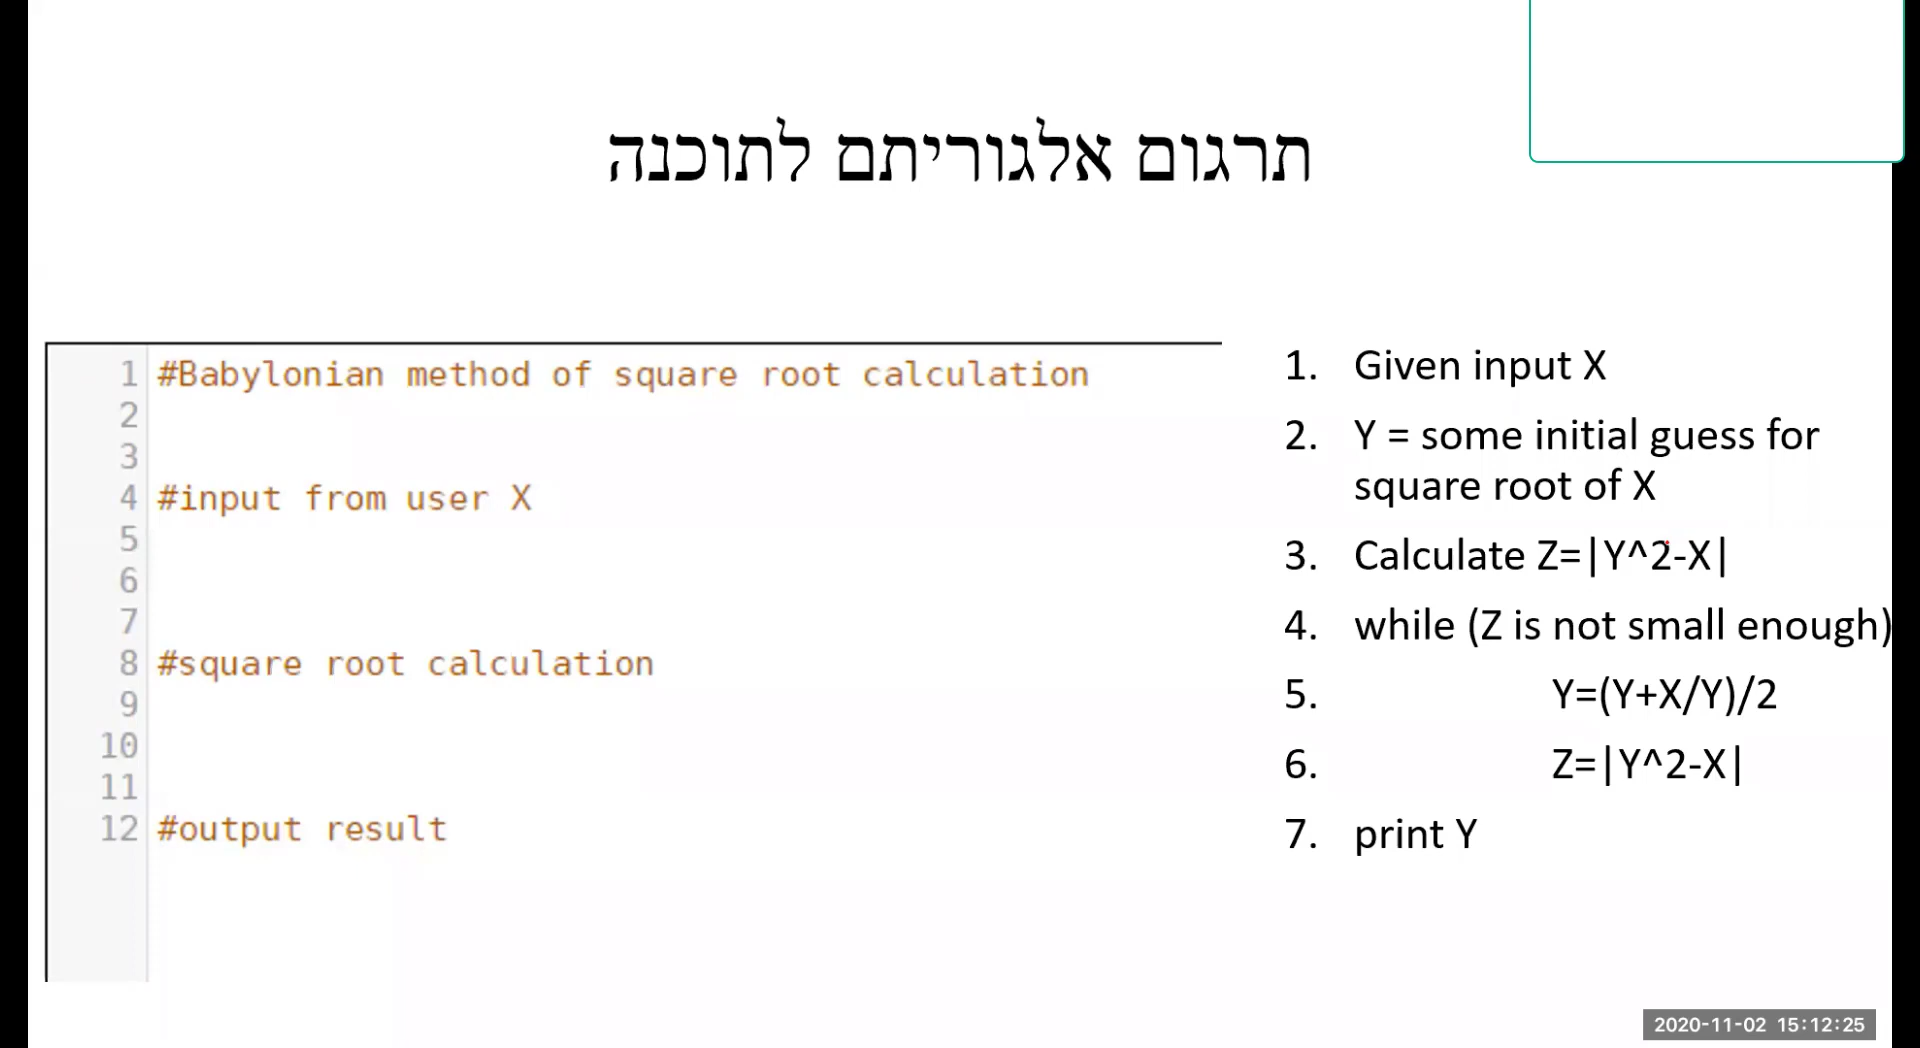 תרגום אלגוריתם לתוכנה
1 #Babylonian method of square root calculation
2
3
4 #input from user X
5
6
7
8 #square root calculation
9
10
11
12 #output result
1. Given input X
2. Y = some initial guess for
square root of X
3. Calculate Z=|Y^2-X|
4. while (Z is not small enough)
5. Y=(Y+X/Y)/2
6. Z=|Y^2-X|
7. print Y
2020-11-02 15:12:25